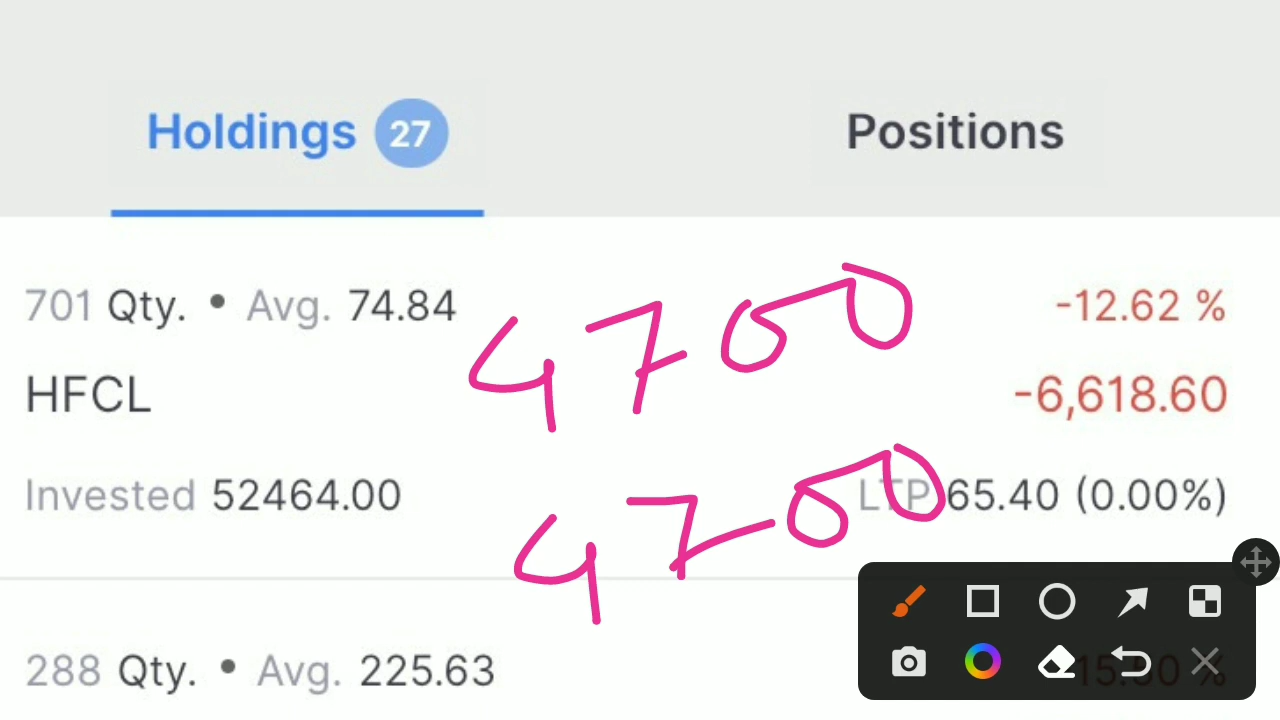 Holdings 27 Positions
701 Qty. • Avg. 74.84 -12.62 %
4700
HFCL -6,618.60
Invested 52464.00 LTP 65.40 (0.00%)
4700
288 Qty. • Avg. 225.63